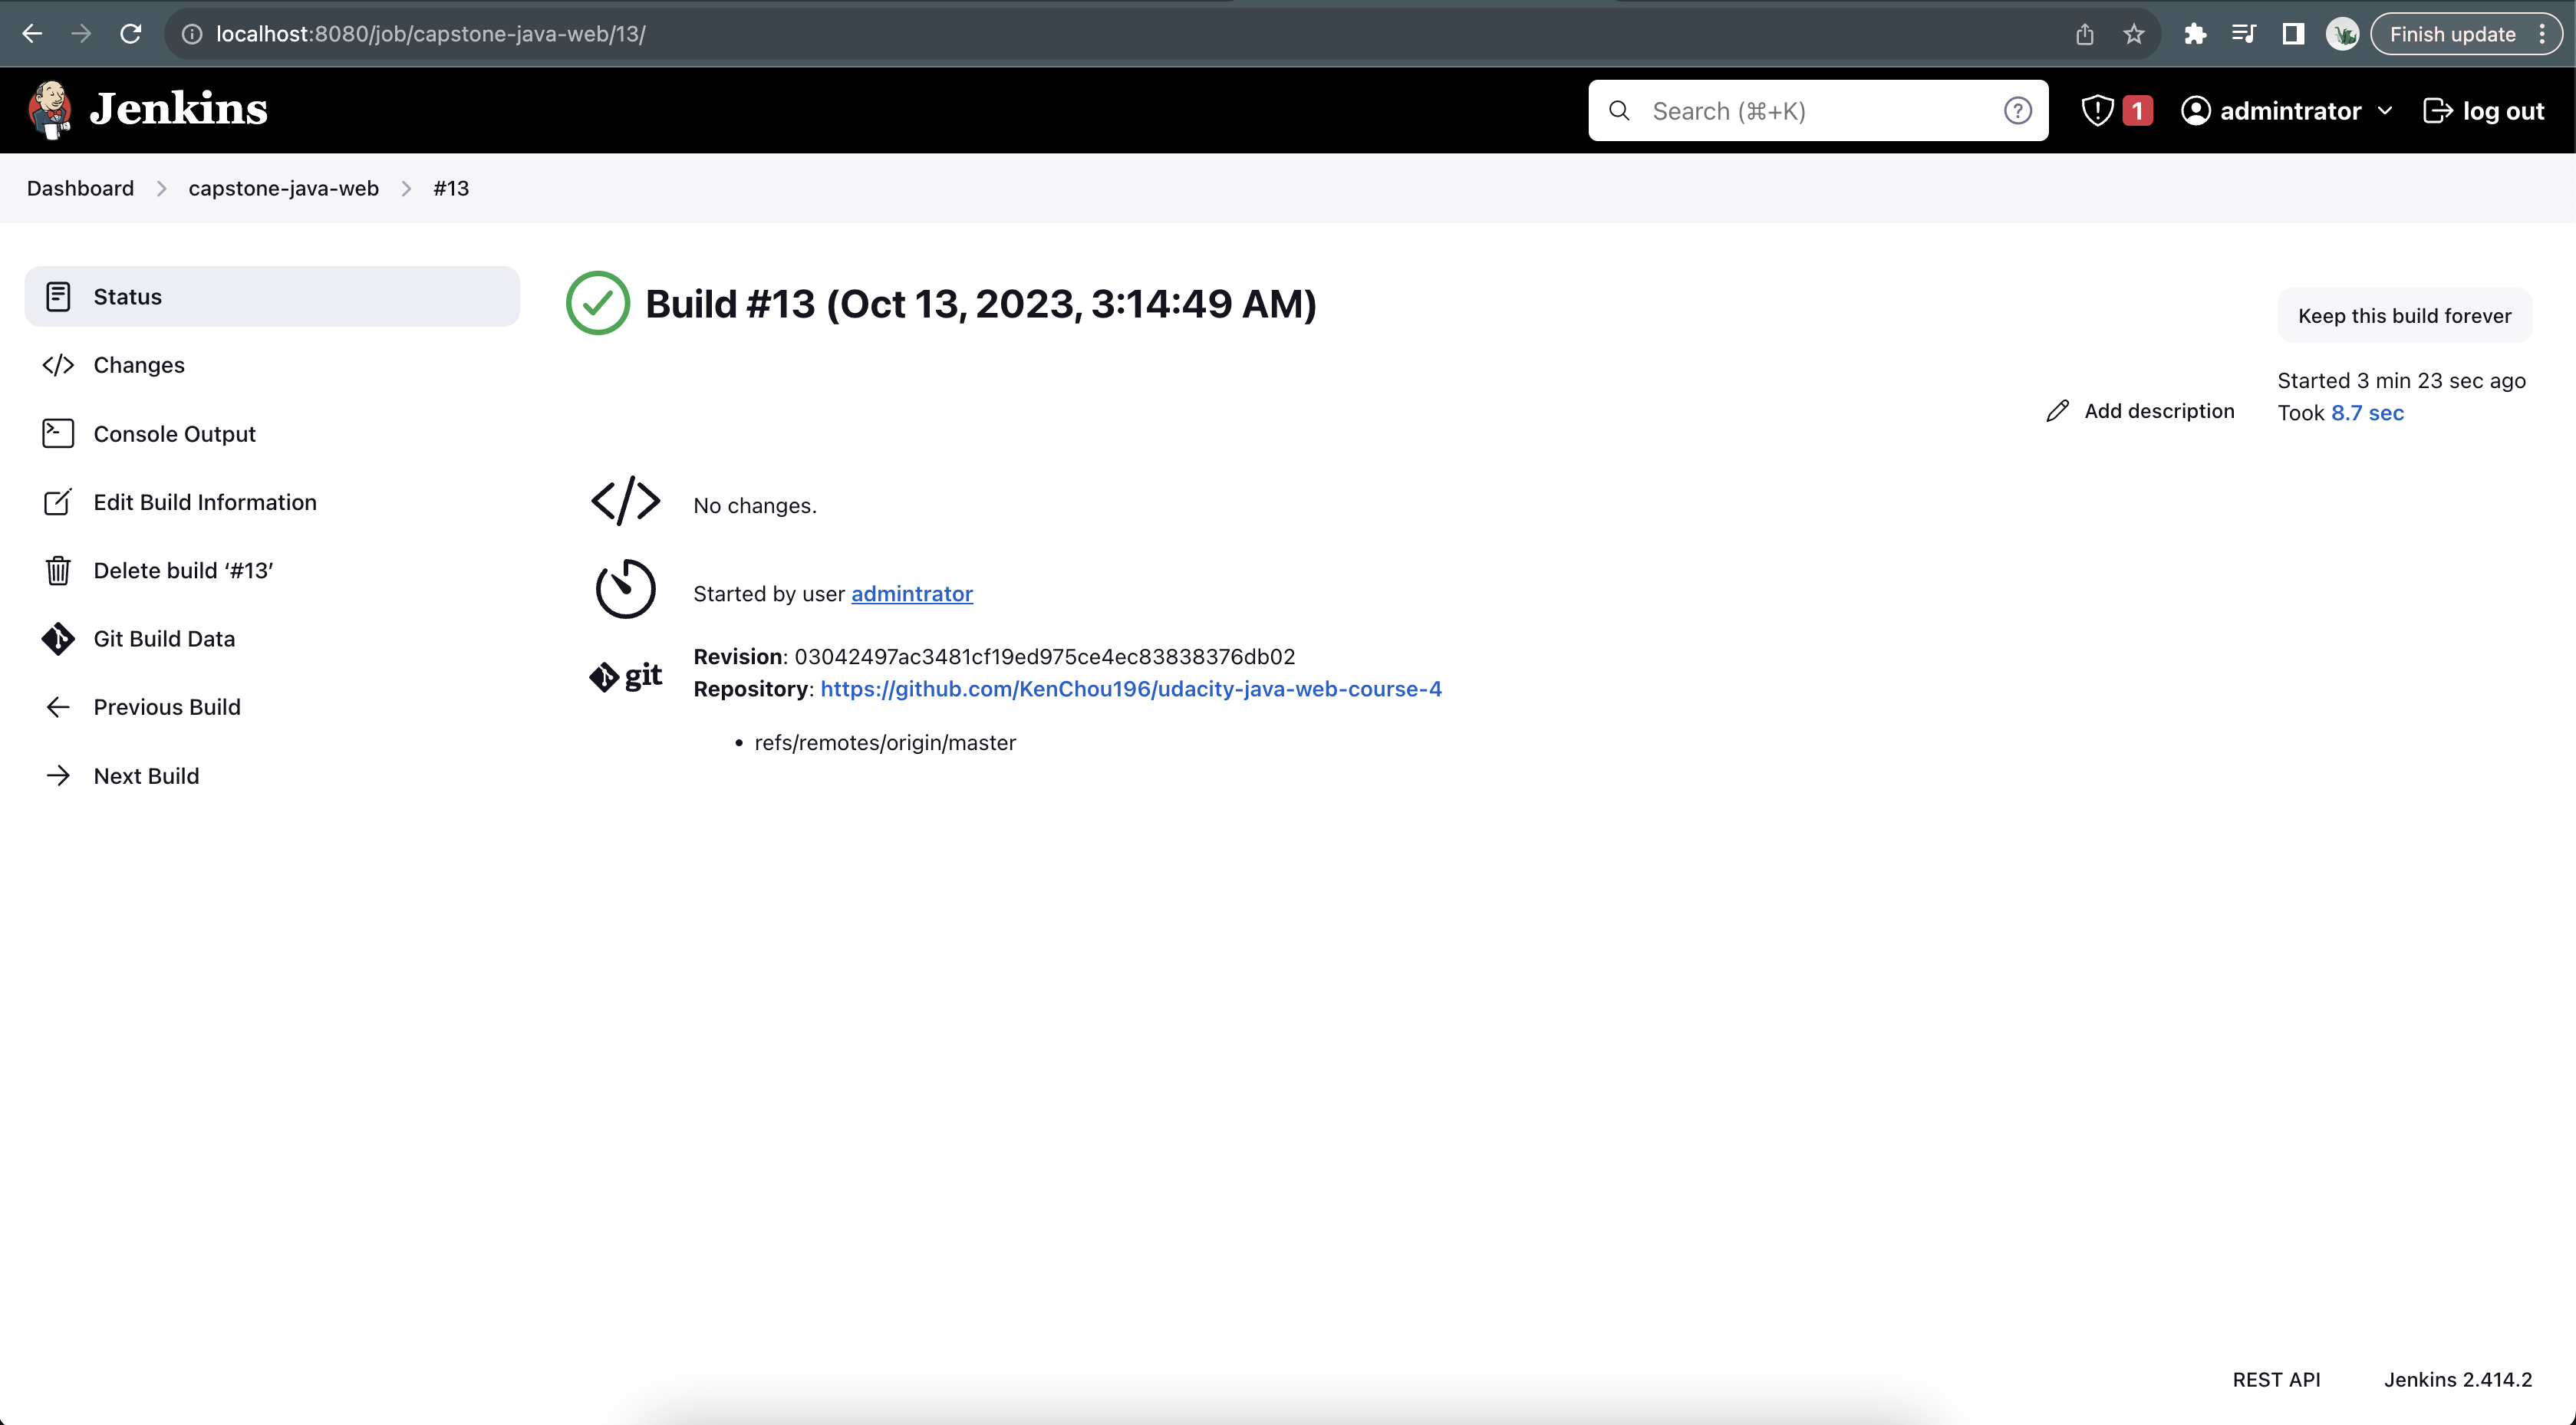 localhost:8080/job/capstone-java-web/13/
Finish update
Jenkins
Search (⌘+K)
1
admintrator
log out
Dashboard
capstone-java-web
#13
Status
Changes
Console Output
Edit Build Information
Delete build ‘#13’
Git Build Data
Previous Build
Next Build
Build #13 (Oct 13, 2023, 3:14:49 AM)
Keep this build forever
Started 3 min 23 sec ago
Took 8.7 sec
Add description
No changes.
Started by user admintrator
git
Revision: 03042497ac3481cf19ed975ce4ec83838376db02
Repository: https://github.com/KenChou196/udacity-java-web-course-4
• refs/remotes/origin/master
REST API
Jenkins 2.414.2